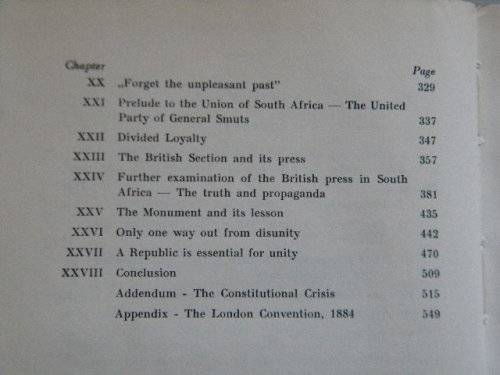 Chapter Page
XX „Forget the unpleasant past" 329
XXI Prelude to the Union of South Africa — The United
Party of General Smuts 337
XXII Divided Loyalty 347
XXIII The British Section and its press 357
XXIV Further examination of the British press in South
Africa — The truth and propaganda 381
XXV The Monument and its lesson 435
XXVI Only one way out from disunity 442
XXVII A Republic is essential for unity 470
XXVIII Conclusion 509
Addendum - The Constitutional Crisis 515
Appendix - The London Convention, 1884 549